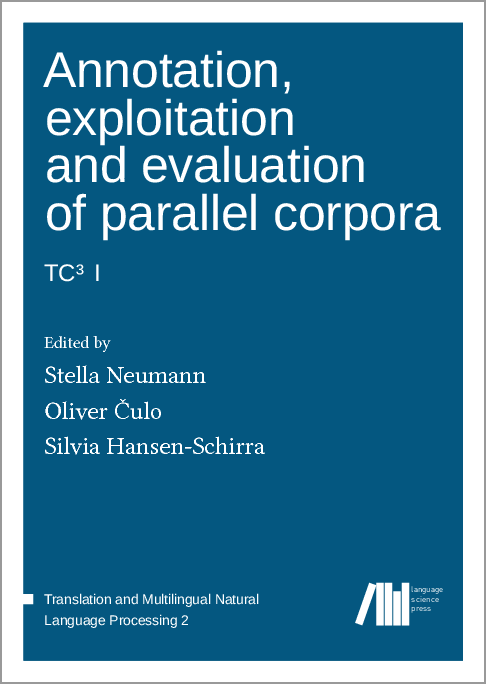 Annotation,
exploitation
and evaluation
of parallel corpora
TC³ I
Edited by
Stella Neumann
Oliver Čulo
Silvia Hansen-Schirra
Translation and Multilingual Natural
Language Processing 2
language
science
press